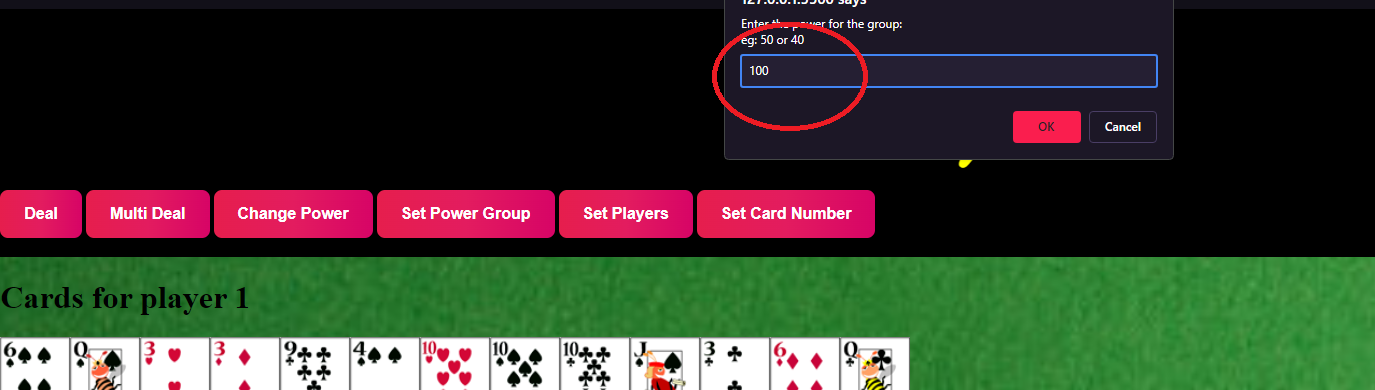 127.0.0.1:5500 says
Enter the power for the group:
eg: 50 or 40
100
OK Cancel
Deal Multi Deal Change Power Set Power Group Set Players Set Card Number
Cards for player 1
6 Q 3 3 9 4 10 10 10 J 3 6 Q